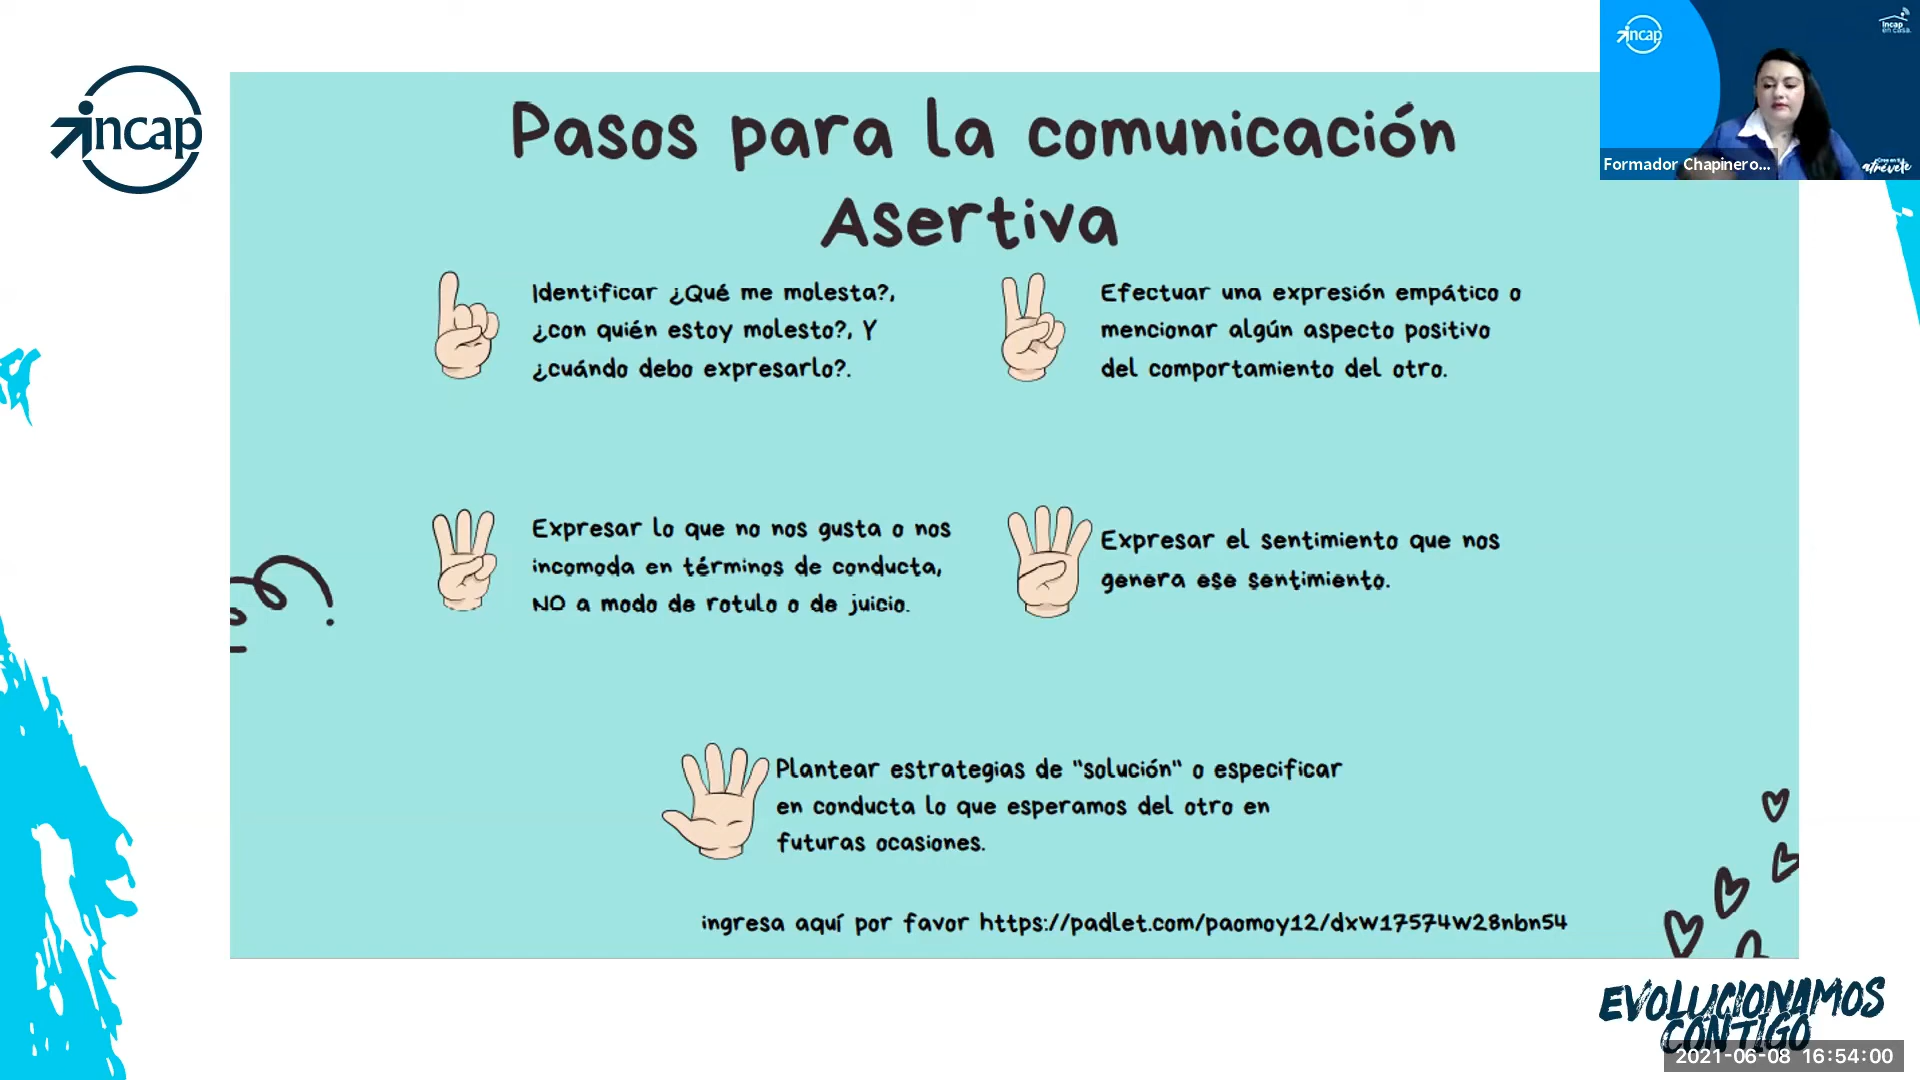 incap
Pasos para la comunicación
Asertiva
Identificar ¿Qué me molesta?,
¿con quién estoy molesto?, Y
¿cuándo debo expresarlo?.
Efectuar una expresión empático o
mencionar algún aspecto positivo
del comportamiento del otro.
Expresar lo que no nos gusta o nos
incomoda en términos de conducta,
NO a modo de rotulo o de juicio.
Expresar el sentimiento que nos
genera ese sentimiento.
Plantear estrategias de "solución" o especificar
en conducta lo que esperamos del otro en
futuras ocasiones.
ingresa aquí por favor https://padlet.com/paomoy12/dxw17574w28nbn54
incap
incap
en casa
Formador Chapinero...
atrévete
EVOLUCIONAMOS
CONTIGO
2021-06-08 16:54:00